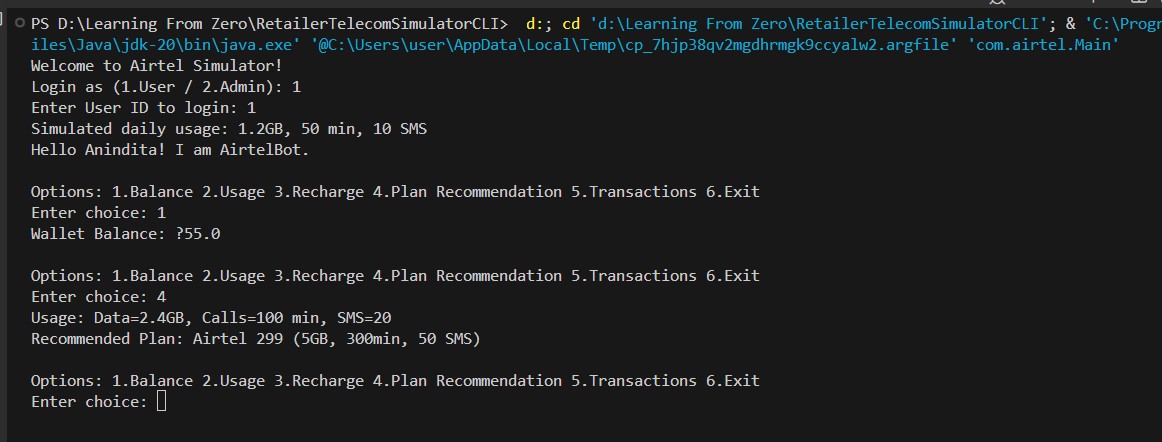 PS D:\Learning From Zero\RetailerTelecomSimulatorCLI>  d:; cd 'd:\Learning From Zero\RetailerTelecomSimulatorCLI'; & 'C:\Progr
iles\Java\jdk-20\bin\java.exe' '@C:\Users\user\AppData\Local\Temp\cp_7hjp38qv2mgdhrmgk9ccyalw2.argfile' 'com.airtel.Main'
Welcome to Airtel Simulator!
Login as (1.User / 2.Admin): 1
Enter User ID to login: 1
Simulated daily usage: 1.2GB, 50 min, 10 SMS
Hello Anindita! I am AirtelBot.
Options: 1.Balance 2.Usage 3.Recharge 4.Plan Recommendation 5.Transactions 6.Exit
Enter choice: 1
Wallet Balance: ?55.0
Options: 1.Balance 2.Usage 3.Recharge 4.Plan Recommendation 5.Transactions 6.Exit
Enter choice: 4
Usage: Data=2.4GB, Calls=100 min, SMS=20
Recommended Plan: Airtel 299 (5GB, 300min, 50 SMS)
Options: 1.Balance 2.Usage 3.Recharge 4.Plan Recommendation 5.Transactions 6.Exit
Enter choice: